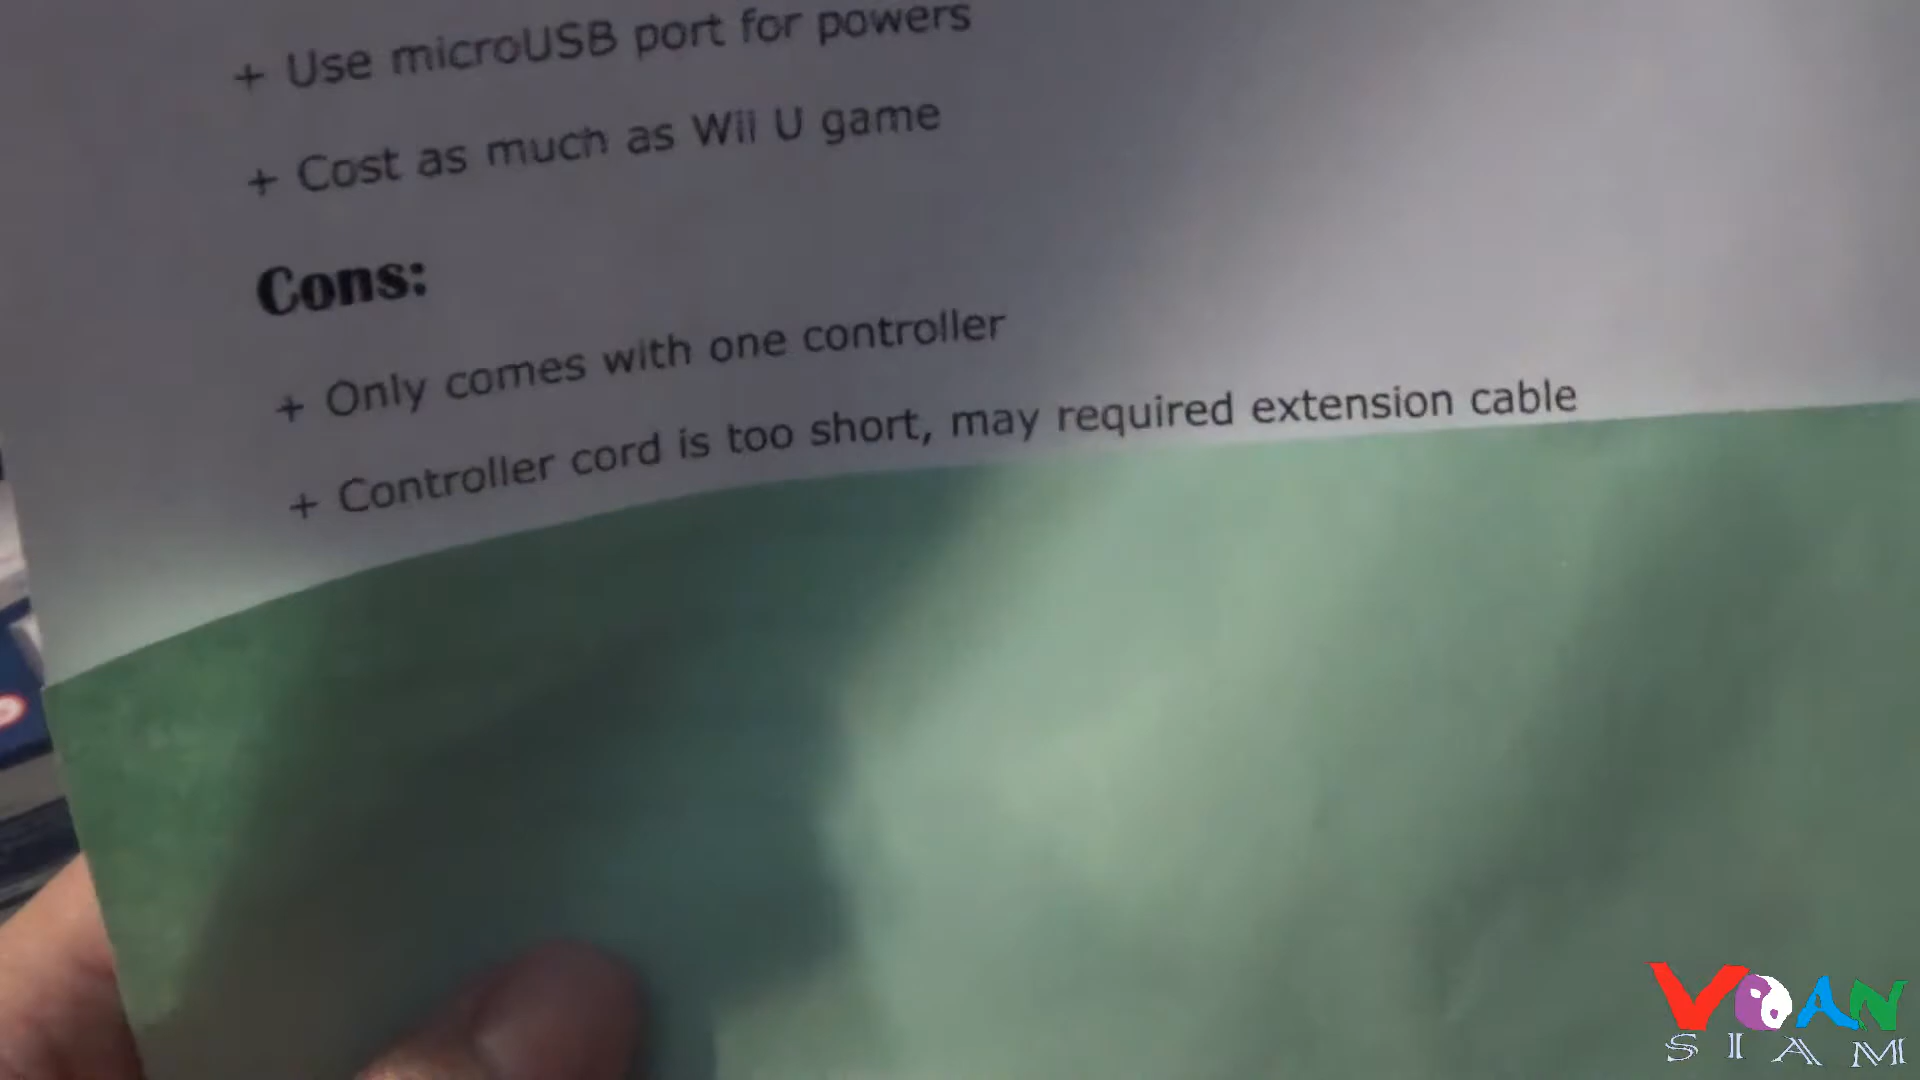 + Use microUSB port for powers
+ Cost as much as Wii U game
Cons:
+ Only comes with one controller
+ Controller cord is too short, may required extension cable
VOAN
SIAM